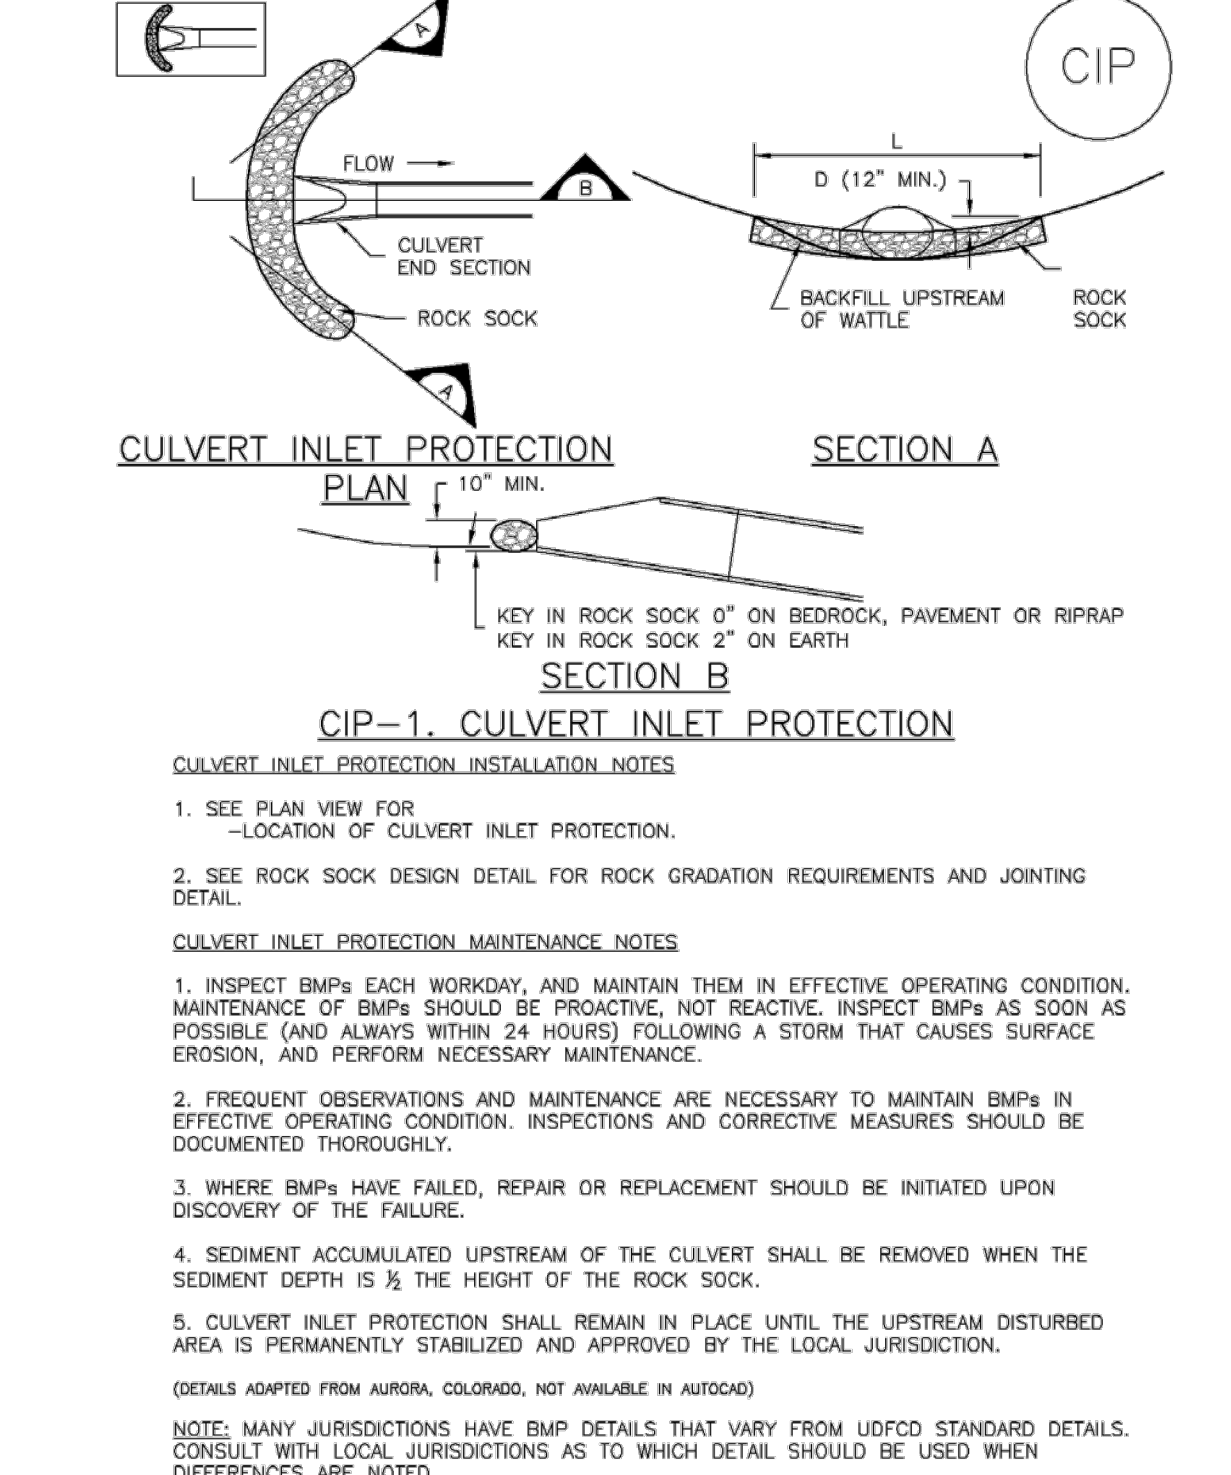 A
CIP
L
FLOW
D (12" MIN.)
B
CULVERT
END SECTION
ROCK SOCK
BACKFILL UPSTREAM
OF WATTLE
ROCK
SOCK
A
CULVERT INLET PROTECTION
PLAN
SECTION A
10" MIN.
KEY IN ROCK SOCK 0" ON BEDROCK, PAVEMENT OR RIPRAP
KEY IN ROCK SOCK 2" ON EARTH
SECTION B
CIP-1. CULVERT INLET PROTECTION
CULVERT INLET PROTECTION INSTALLATION NOTES
1. SEE PLAN VIEW FOR
-LOCATION OF CULVERT INLET PROTECTION.
2. SEE ROCK SOCK DESIGN DETAIL FOR ROCK GRADATION REQUIREMENTS AND JOINTING
DETAIL.
CULVERT INLET PROTECTION MAINTENANCE NOTES
1. INSPECT BMPs EACH WORKDAY, AND MAINTAIN THEM IN EFFECTIVE OPERATING CONDITION.
MAINTENANCE OF BMPs SHOULD BE PROACTIVE, NOT REACTIVE. INSPECT BMPs AS SOON AS
POSSIBLE (AND ALWAYS WITHIN 24 HOURS) FOLLOWING A STORM THAT CAUSES SURFACE
EROSION, AND PERFORM NECESSARY MAINTENANCE.
2. FREQUENT OBSERVATIONS AND MAINTENANCE ARE NECESSARY TO MAINTAIN BMPs IN
EFFECTIVE OPERATING CONDITION. INSPECTIONS AND CORRECTIVE MEASURES SHOULD BE
DOCUMENTED THOROUGHLY.
3. WHERE BMPs HAVE FAILED, REPAIR OR REPLACEMENT SHOULD BE INITIATED UPON
DISCOVERY OF THE FAILURE.
4. SEDIMENT ACCUMULATED UPSTREAM OF THE CULVERT SHALL BE REMOVED WHEN THE
SEDIMENT DEPTH IS ½ THE HEIGHT OF THE ROCK SOCK.
5. CULVERT INLET PROTECTION SHALL REMAIN IN PLACE UNTIL THE UPSTREAM DISTURBED
AREA IS PERMANENTLY STABILIZED AND APPROVED BY THE LOCAL JURISDICTION.
(DETAILS ADAPTED FROM AURORA, COLORADO, NOT AVAILABLE IN AUTOCAD)
NOTE: MANY JURISDICTIONS HAVE BMP DETAILS THAT VARY FROM UDFCD STANDARD DETAILS.
CONSULT WITH LOCAL JURISDICTIONS AS TO WHICH DETAIL SHOULD BE USED WHEN
DIFFERENCES ARE NOTED